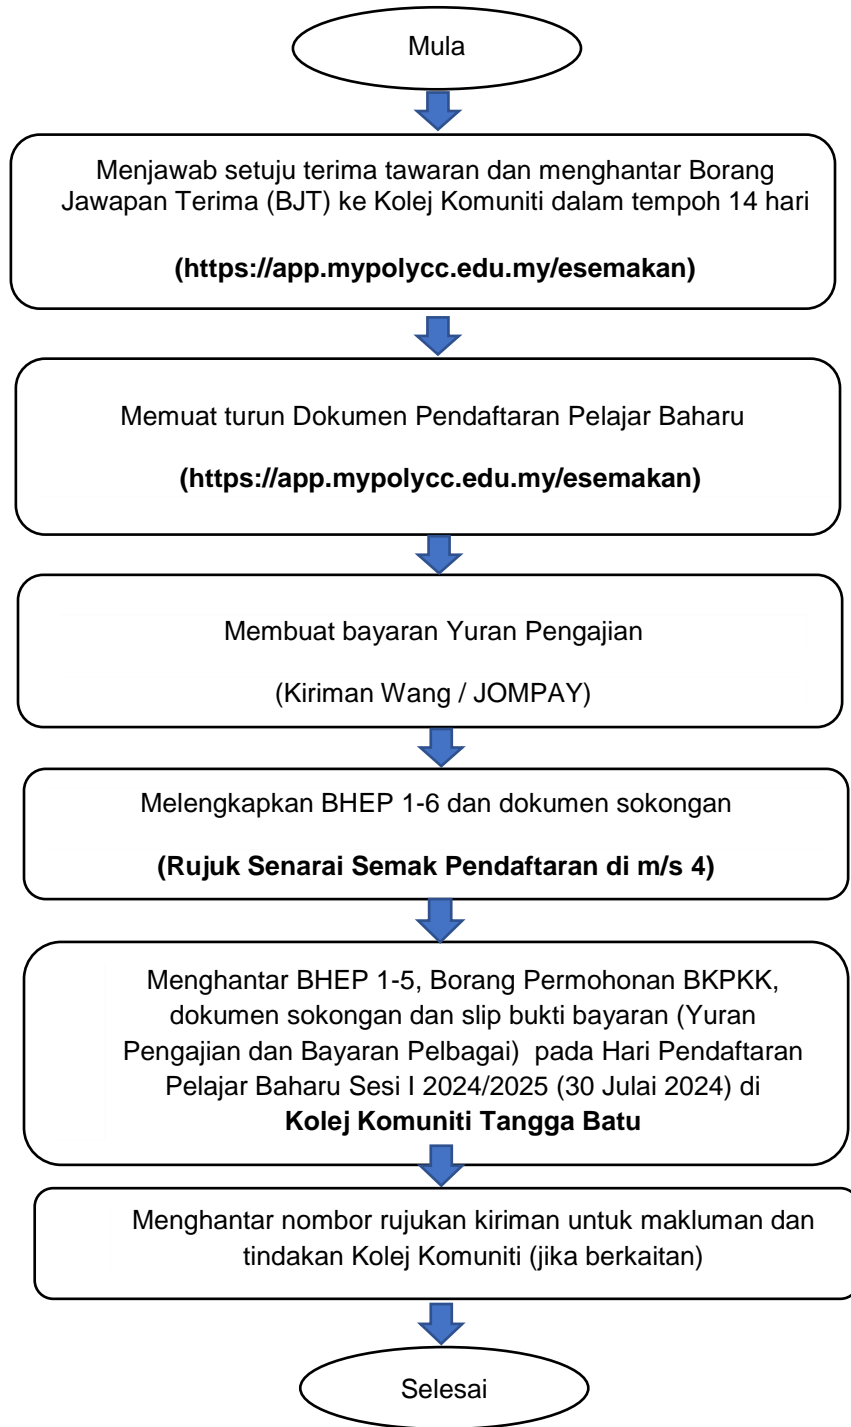 Mula
Menjawab setuju terima tawaran dan menghantar Borang
Jawapan Terima (BJT) ke Kolej Komuniti dalam tempoh 14 hari
(https://app.mypolycc.edu.my/esemakan)
Memuat turun Dokumen Pendaftaran Pelajar Baharu
(https://app.mypolycc.edu.my/esemakan)
Membuat bayaran Yuran Pengajian
(Kiriman Wang / JOMPAY)
Melengkapkan BHEP 1-6 dan dokumen sokongan
(Rujuk Senarai Semak Pendaftaran di m/s 4)
Menghantar BHEP 1-5, Borang Permohonan BKPKK,
dokumen sokongan dan slip bukti bayaran (Yuran
Pengajian dan Bayaran Pelbagai) pada Hari Pendaftaran
Pelajar Baharu Sesi I 2024/2025 (30 Julai 2024) di
Kolej Komuniti Tangga Batu
Menghantar nombor rujukan kiriman untuk makluman dan
tindakan Kolej Komuniti (jika berkaitan)
Selesai